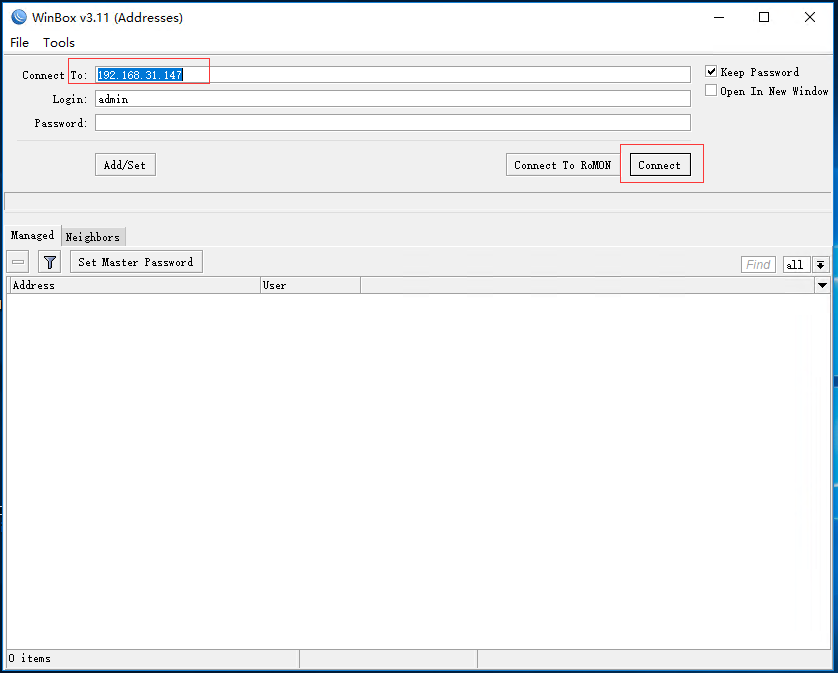 WinBox v3.11 (Addresses)
File Tools
Connect To: 192.168.31.147
Keep Password
Login: admin
Open In New Window
Password:
Add/Set Connect To RoMON Connect
Managed Neighbors
Set Master Password Find all
Address User
0 items